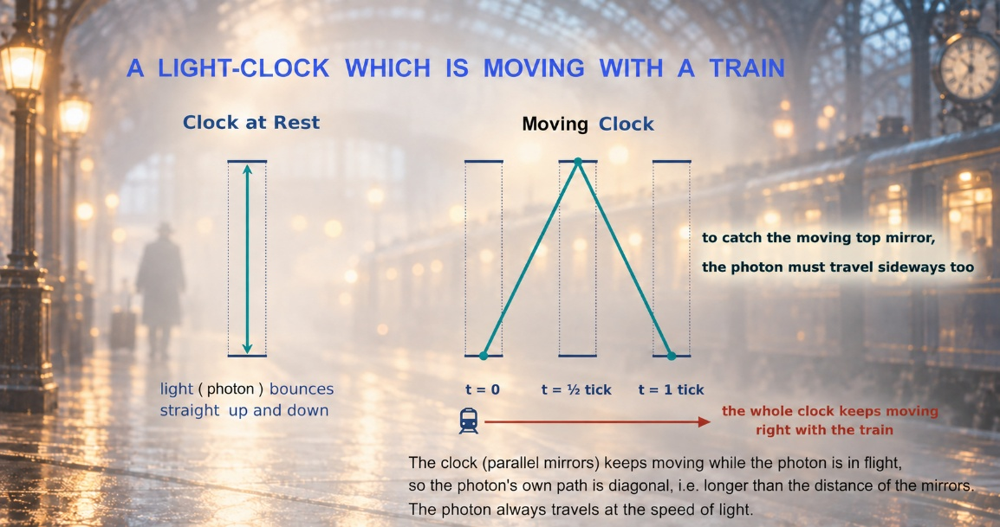 A LIGHT-CLOCK WHICH IS MOVING WITH A TRAIN
Clock at Rest
Moving Clock
to catch the moving top mirror,
the photon must travel sideways too
light ( photon ) bounces
straight up and down
t = 0
t = ½ tick
t = 1 tick
the whole clock keeps moving
right with the train
The clock (parallel mirrors) keeps moving while the photon is in flight,
so the photon's own path is diagonal, i.e. longer than the distance of the mirrors.
The photon always travels at the speed of light.